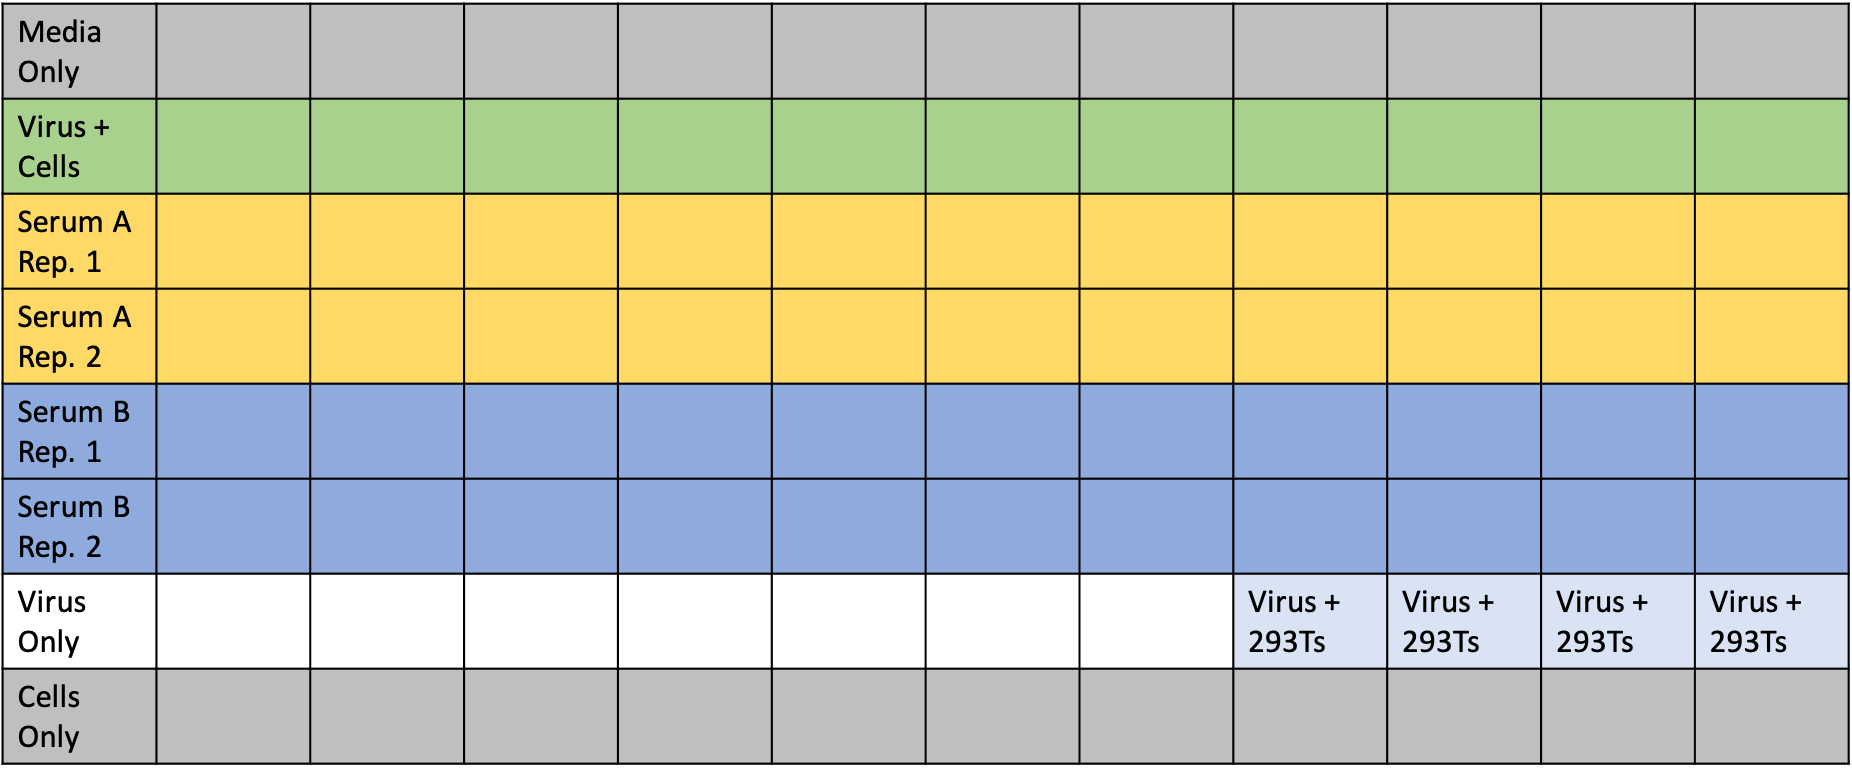 Media
Only
Virus +
Cells
Serum A
Rep. 1
Serum A
Rep. 2
Serum B
Rep. 1
Serum B
Rep. 2
Virus
Only
Virus +
293Ts
Virus +
293Ts
Virus +
293Ts
Virus +
293Ts
Cells
Only